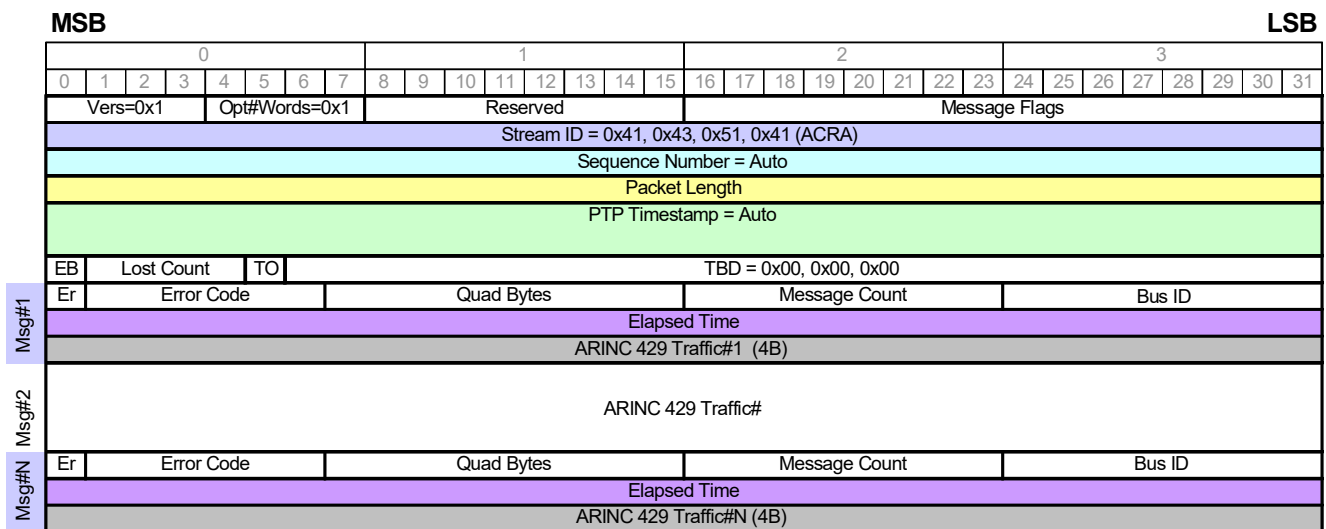 MSB LSB
0 1 2 3
0 1 2 3 4 5 6 7 8 9 10 11 12 13 14 15 16 17 18 19 20 21 22 23 24 25 26 27 28 29 30 31
Vers=0x1 Opt#Words=0x1 Reserved Message Flags
Stream ID = 0x41, 0x43, 0x51, 0x41 (ACRA)
Sequence Number = Auto
Packet Length
PTP Timestamp = Auto
EB Lost Count TO TBD = 0x00, 0x00, 0x00
Msg#1
Er Error Code Quad Bytes Message Count Bus ID
Elapsed Time
ARINC 429 Traffic#1 (4B)
Msg#2
ARINC 429 Traffic#
Msg#N
Er Error Code Quad Bytes Message Count Bus ID
Elapsed Time
ARINC 429 Traffic#N (4B)